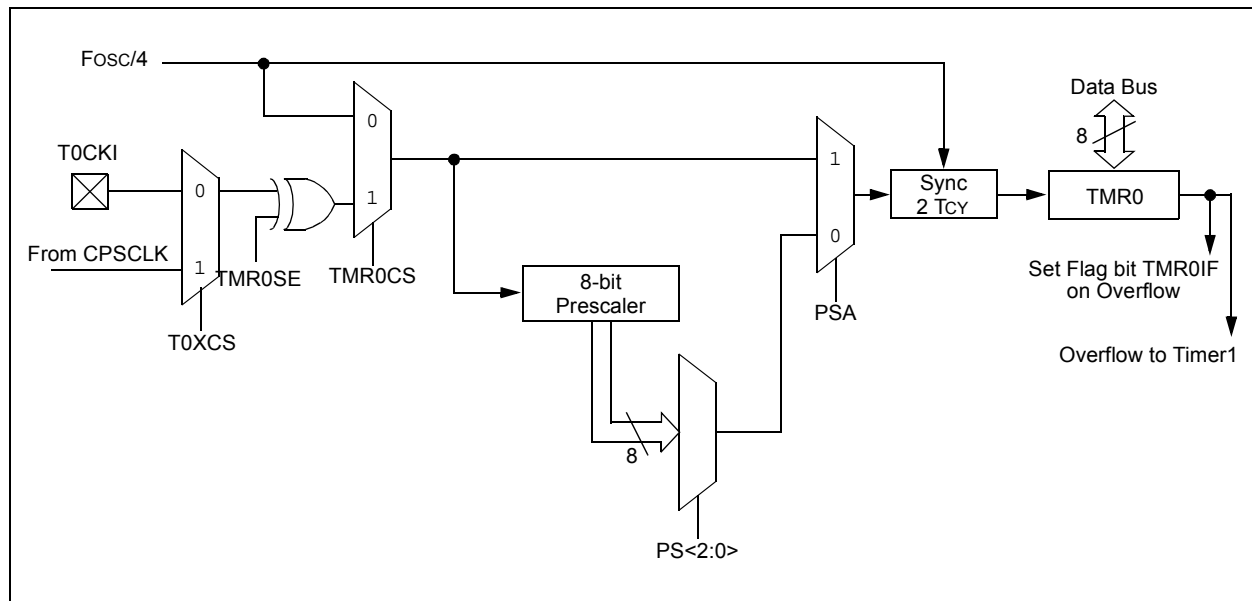 FOSC/4
Data Bus
8
T0CKI
0
1
0
1
1
0
Sync
2 TCY
TMR0
From CPSCLK
TMR0SE
TMR0CS
T0XCS
8-bit
Prescaler
PSA
Set Flag bit TMR0IF
on Overflow
Overflow to Timer1
8
PS<2:0>